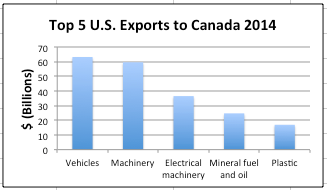 Top 5 U.S. Exports to Canada 2014
$ (Billions)
70
60
50
40
30
20
10
0
Vehicles
Machinery
Electrical
machinery
Mineral fuel
and oil
Plastic